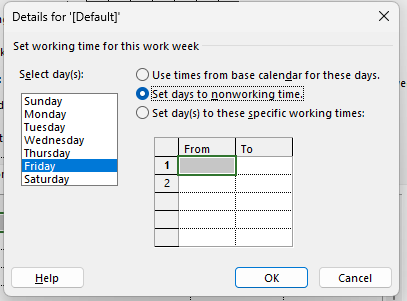 Details for '[Default]'
Set working time for this work week
Select day(s):
Sunday
Monday
Tuesday
Wednesday
Thursday
Friday
Saturday
Use times from base calendar for these days.
Set days to nonworking time.
Set day(s) to these specific working times:
From To
1
2
Help OK Cancel